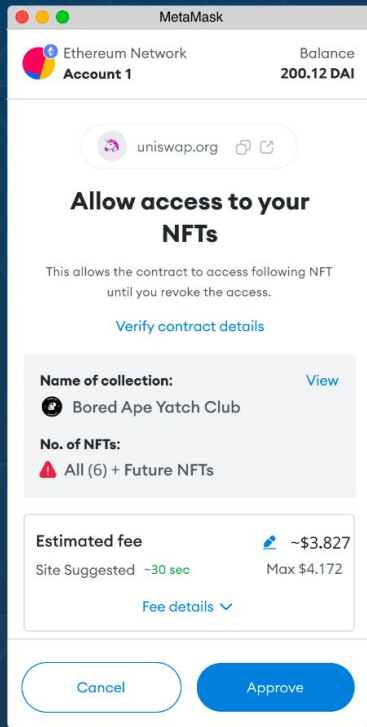 MetaMask
Ethereum Network Balance
Account 1 200.12 DAI
uniswap.org
Allow access to your
NFTs
This allows the contract to access following NFT
until you revoke the access.
Verify contract details
Name of collection: View
Bored Ape Yatch Club
No. of NFTs:
All (6) + Future NFTs
Estimated fee ~$3.827
Site Suggested ~30 sec Max $4.172
Fee details
Cancel Approve